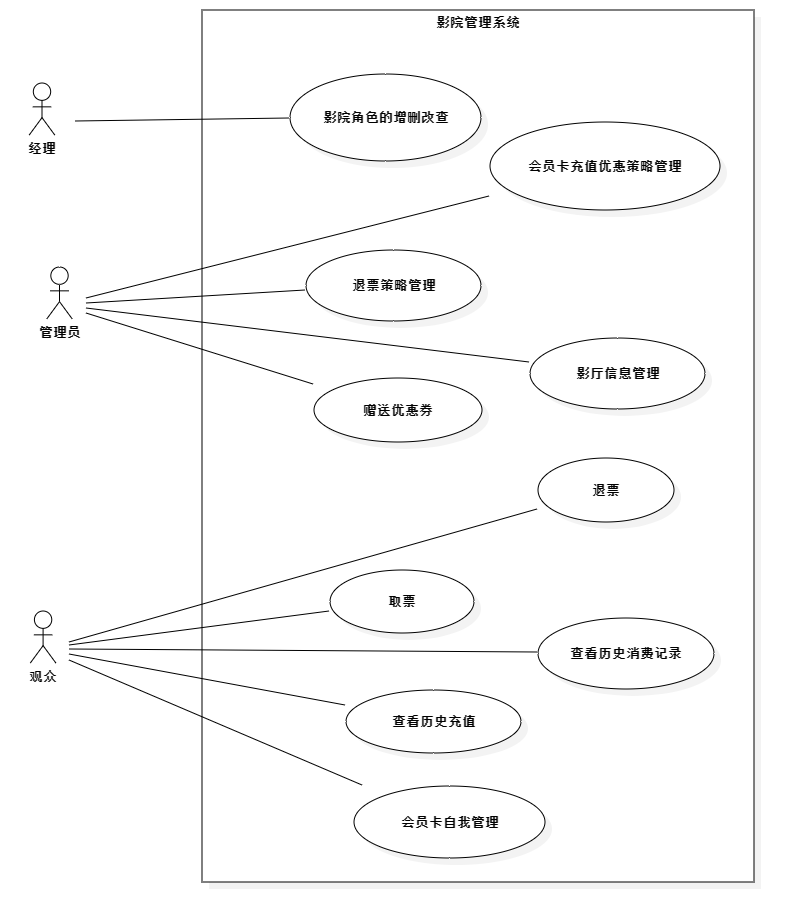 影院管理系统
影院角色的增删改查
经理
会员卡充值优惠策略管理
退票策略管理
管理员
影厅信息管理
赠送优惠券
退票
取票
查看历史消费记录
观众
查看历史充值
会员卡自我管理